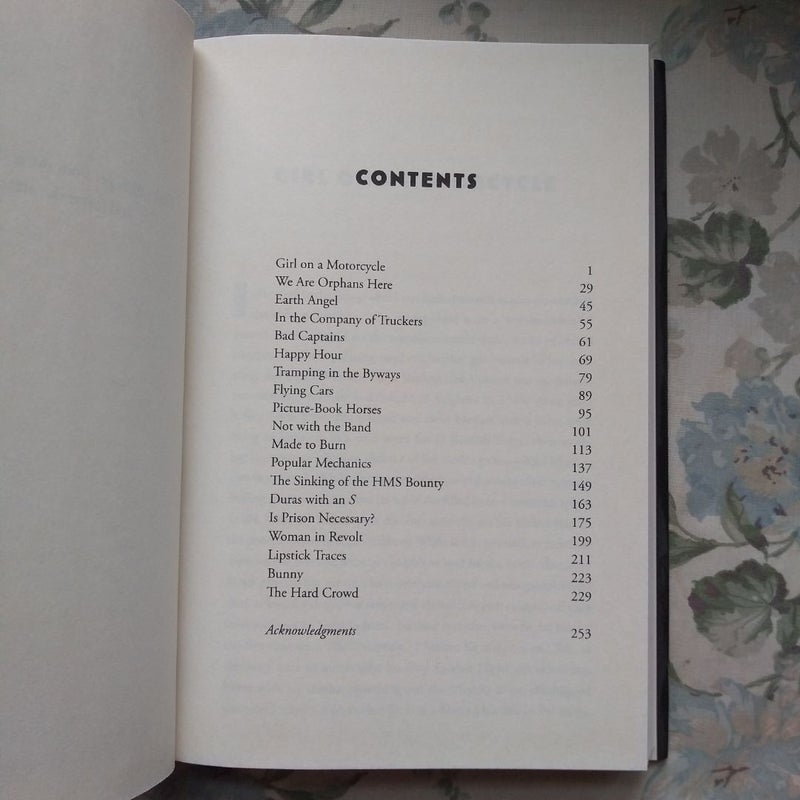 CONTENTS
Girl on a Motorcycle 1
We Are Orphans Here 29
Earth Angel 45
In the Company of Truckers 55
Bad Captains 61
Happy Hour 69
Tramping in the Byways 79
Flying Cars 89
Picture-Book Horses 95
Not with the Band 101
Made to Burn 113
Popular Mechanics 137
The Sinking of the HMS Bounty 149
Duras with an S 163
Is Prison Necessary? 175
Woman in Revolt 199
Lipstick Traces 211
Bunny 223
The Hard Crowd 229
Acknowledgments 253